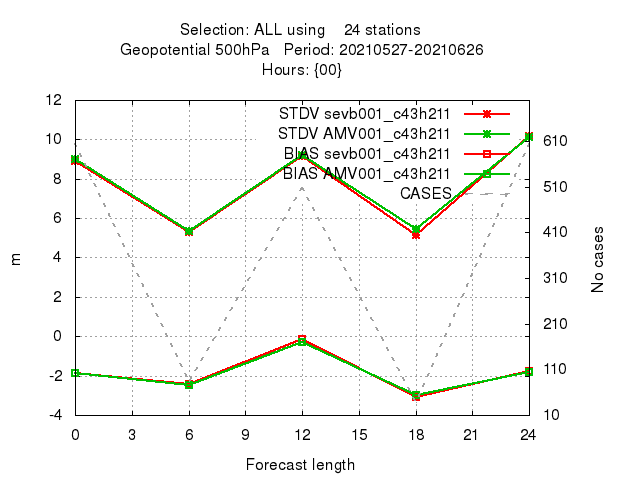 Selection: ALL using    24 stations
Geopotential 500hPa   Period: 20210527-20210626
Hours: {00}
STDV sevb001_c43h211
STDV AMV001_c43h211
BIAS sevb001_c43h211
BIAS AMV001_c43h211
CASES
12
10
8
6
4
2
0
-2
-4
m
610
510
410
310
210
110
10
No cases
0 3 6 9 12 15 18 21 24
Forecast length